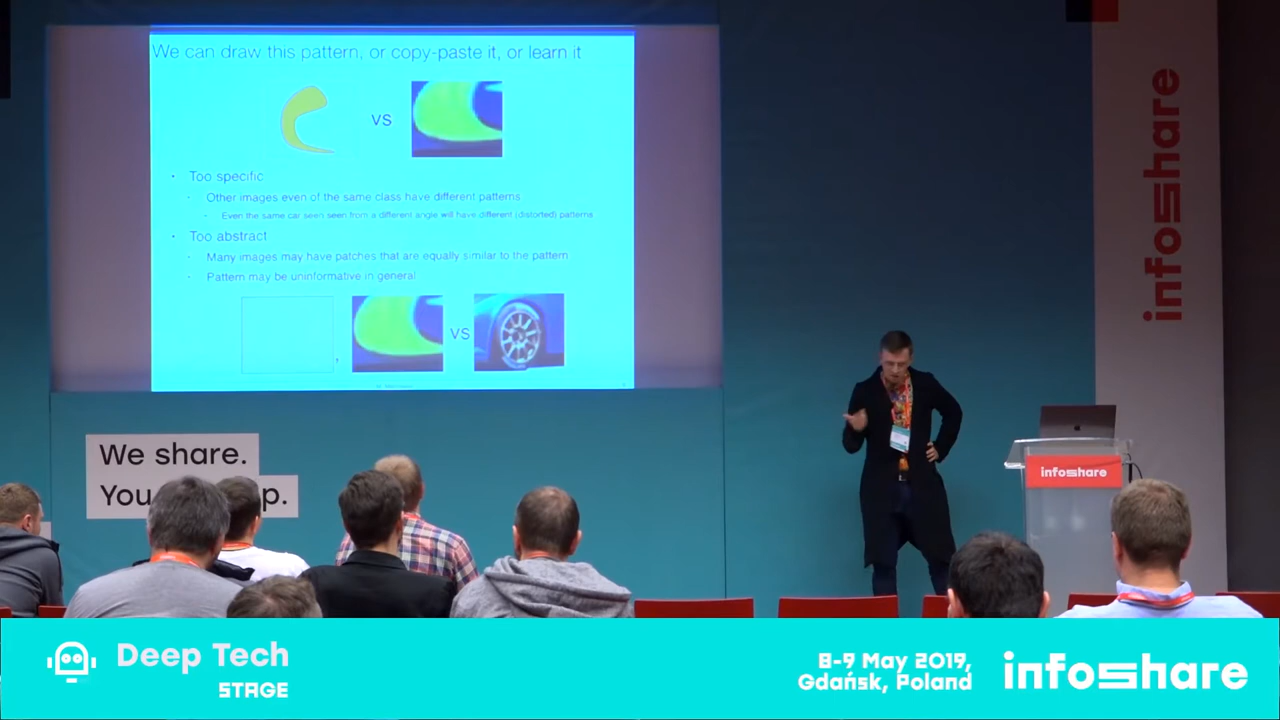 We can draw this pattern, or copy-paste it, or learn it
VS
Too specific
Other images even of the same class have different patterns
Even the same car seen seen from a different angle will have different (distorted) patterns
Too abstract
Many images may have patches that are equally similar to the pattern
Pattern may be uninformative in general
,
VS
infoshare
We share.
You
p.
infoshare
Deep Tech
STAGE
8-9 May 2019,
Gdańsk, Poland
infoshare